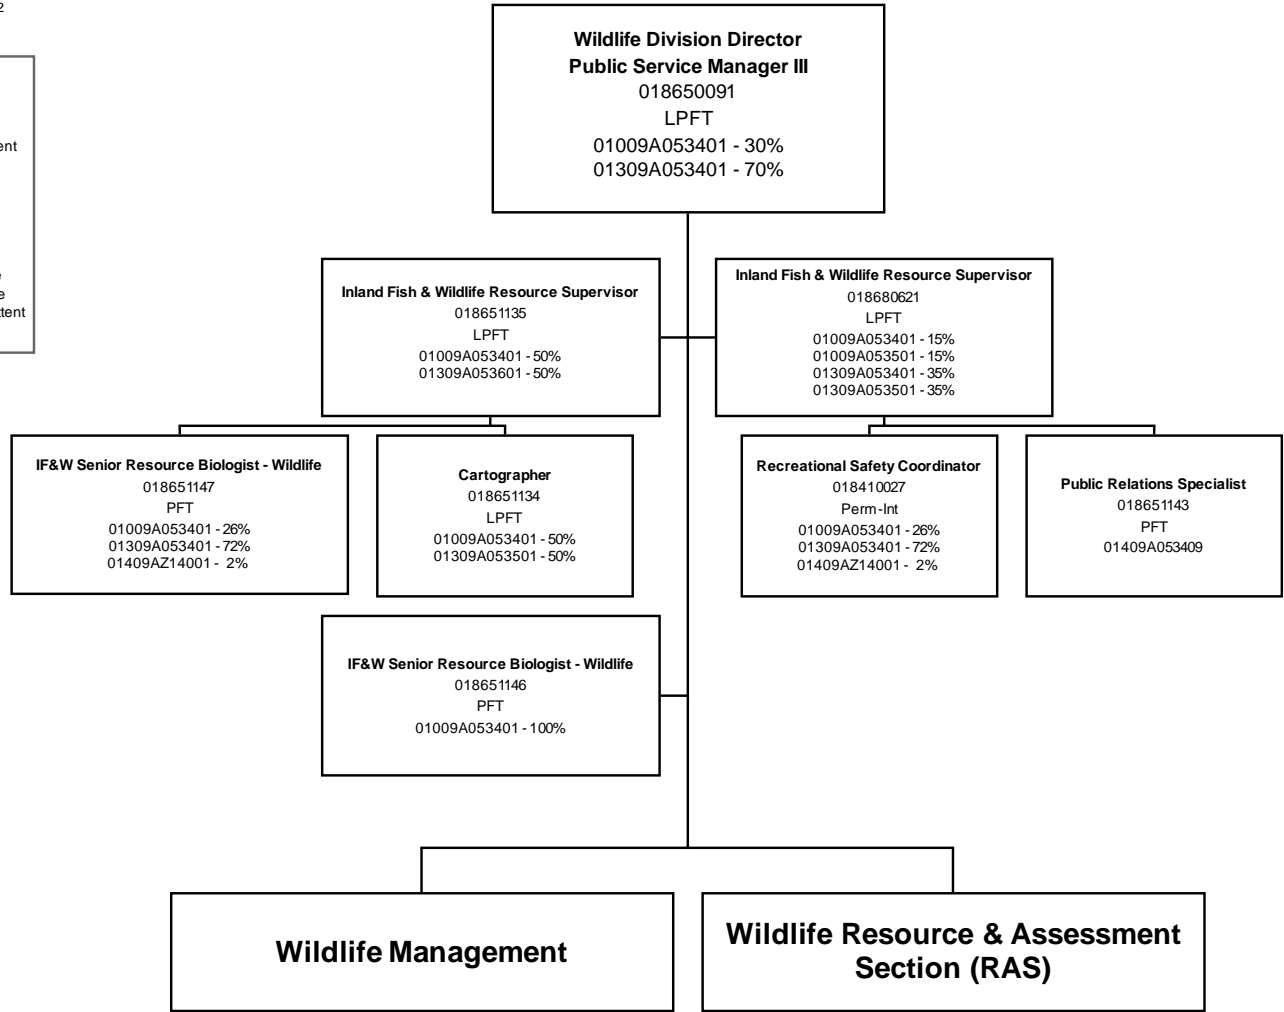 2
Wildlife Division Director
Public Service Manager III
018650091
LPFT
01009A053401 - 30%
01309A053401 - 70%
Inland Fish & Wildlife Resource Supervisor
018651135
LPFT
01009A053401 - 50%
01309A053601 - 50%
Inland Fish & Wildlife Resource Supervisor
018680621
LPFT
01009A053401 - 15%
01009A053501 - 15%
01309A053401 - 35%
01309A053501 - 35%
IF&W Senior Resource Biologist - Wildlife
018651147
PFT
01009A053401 - 26%
01309A053401 - 72%
01409AZ14001 - 2%
Cartographer
018651134
LPFT
01009A053401 - 50%
01309A053501 - 50%
Recreational Safety Coordinator
018410027
Perm-Int
01009A053401 - 26%
01309A053401 - 72%
01409AZ14001 - 2%
Public Relations Specialist
018651143
PFT
01409A053409
IF&W Senior Resource Biologist - Wildlife
018651146
PFT
01009A053401 - 100%
Wildlife Management
Wildlife Resource & Assessment
Section (RAS)